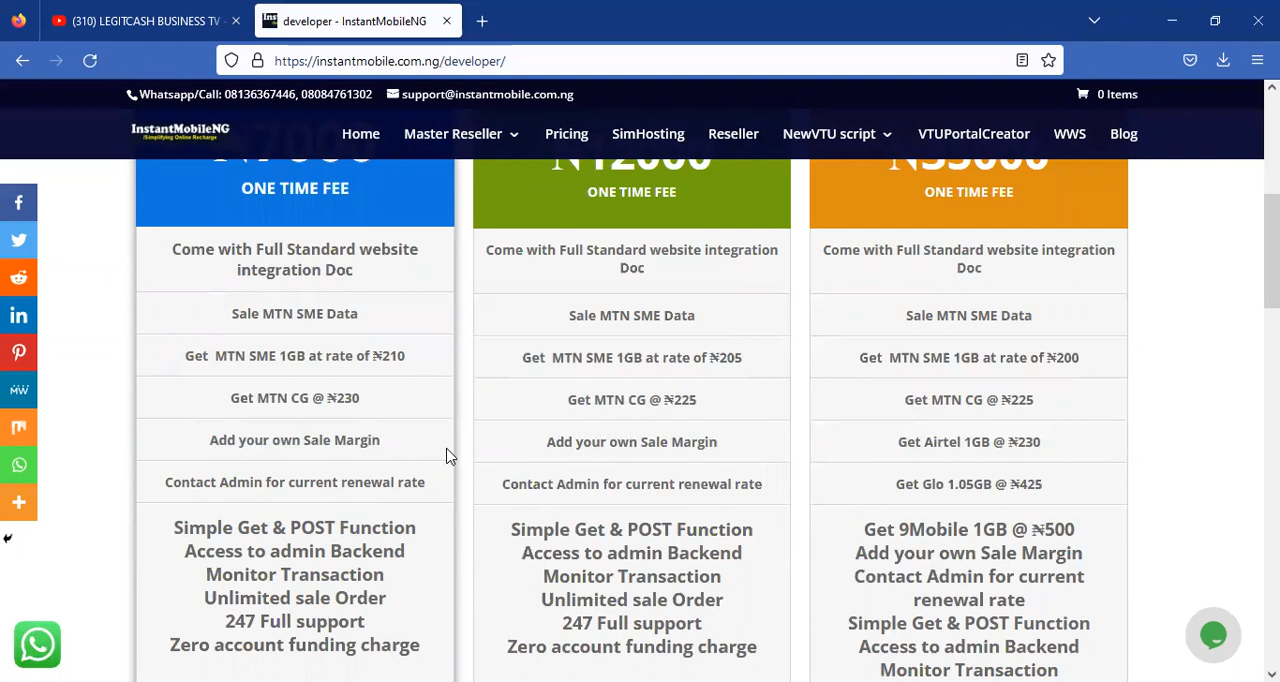 (310) LEGITCASH BUSINESS TV -
developer - InstantMobileNG
https://instantmobile.com.ng/developer/
Whatsapp/Call: 08136367446, 08084761302
support@instantmobile.com.ng
0 Items
InstantMobileNG
/Simplifying Online Recharge
Home
Master Reseller
Pricing
SimHosting
Reseller
NewVTU script
VTUPortalCreator
WWS
Blog
ONE TIME FEE
Come with Full Standard website
integration Doc
Sale MTN SME Data
Get MTN SME 1GB at rate of ₦210
Get MTN CG @ ₦230
Add your own Sale Margin
Contact Admin for current renewal rate
Simple Get & POST Function
Access to admin Backend
Monitor Transaction
Unlimited sale Order
247 Full support
Zero account funding charge
₦12000
ONE TIME FEE
Come with Full Standard website integration
Doc
Sale MTN SME Data
Get MTN SME 1GB at rate of ₦205
Get MTN CG @ ₦225
Add your own Sale Margin
Contact Admin for current renewal rate
Simple Get & POST Function
Access to admin Backend
Monitor Transaction
Unlimited sale Order
247 Full support
Zero account funding charge
ONE TIME FEE
Come with Full Standard website integration
Doc
Sale MTN SME Data
Get MTN SME 1GB at rate of ₦200
Get MTN CG @ ₦225
Get Airtel 1GB @ ₦230
Get Glo 1.05GB @ ₦425
Get 9Mobile 1GB @ ₦500
Add your own Sale Margin
Contact Admin for current
renewal rate
Simple Get & POST Function
Access to admin Backend
Monitor Transaction